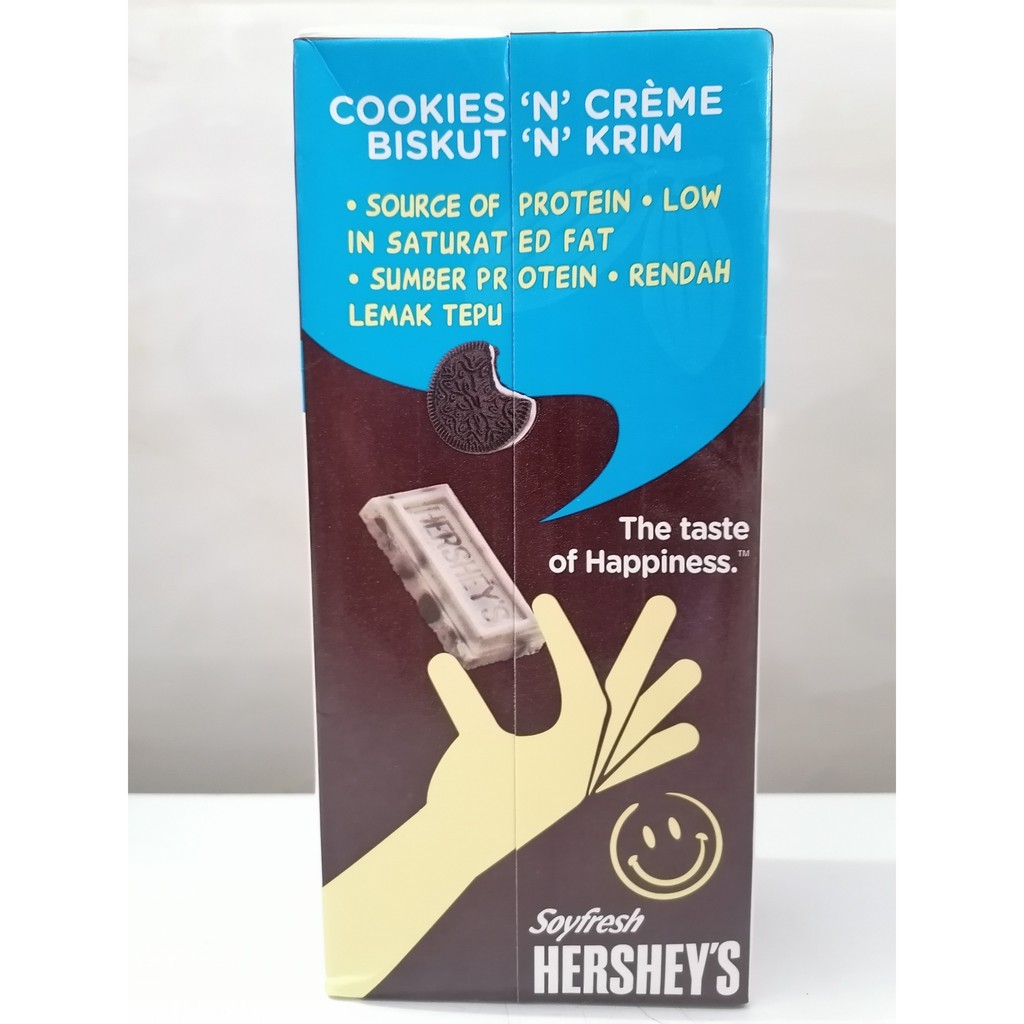 COOKIES 'N' CRÈME
BISKUT 'N' KRIM
• SOURCE OF PROTEIN • LOW
IN SATURATED FAT
• SUMBER PROTEIN • RENDAH
LEMAK TEPU
HERSHEY'S
The taste
of Happiness.™
Soyfresh
HERSHEY'S